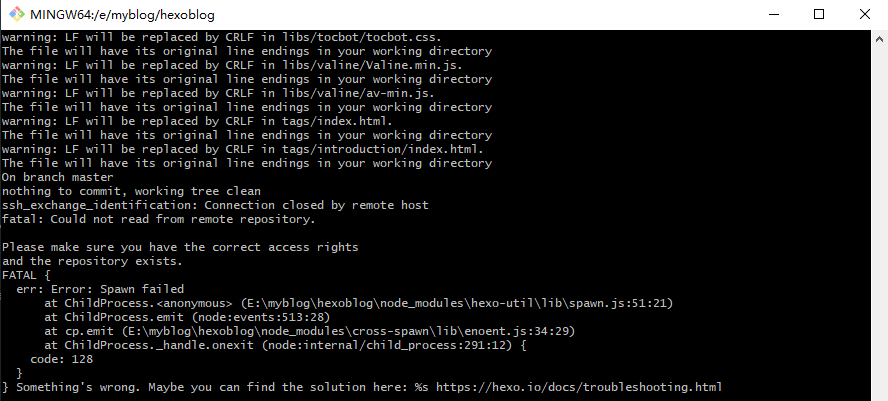 MINGW64:/e/myblog/hexoblog
warning: LF will be replaced by CRLF in libs/tocbot/tocbot.css.
The file will have its original line endings in your working directory
warning: LF will be replaced by CRLF in libs/valine/Valine.min.js.
The file will have its original line endings in your working directory
warning: LF will be replaced by CRLF in libs/valine/av-min.js.
The file will have its original line endings in your working directory
warning: LF will be replaced by CRLF in tags/index.html.
The file will have its original line endings in your working directory
warning: LF will be replaced by CRLF in tags/introduction/index.html.
The file will have its original line endings in your working directory
On branch master
nothing to commit, working tree clean
ssh_exchange_identification: Connection closed by remote host
fatal: Could not read from remote repository.

Please make sure you have the correct access rights
and the repository exists.
FATAL {
  err: Error: Spawn failed
      at ChildProcess.<anonymous> (E:\myblog\hexoblog\node_modules\hexo-util\lib\spawn.js:51:21)
      at ChildProcess.emit (node:events:513:28)
      at cp.emit (E:\myblog\hexoblog\node_modules\cross-spawn\lib\enoent.js:34:29)
      at ChildProcess._handle.onexit (node:internal/child_process:291:12) {
    code: 128
  }
} Something's wrong. Maybe you can find the solution here: %s https://hexo.io/docs/troubleshooting.html